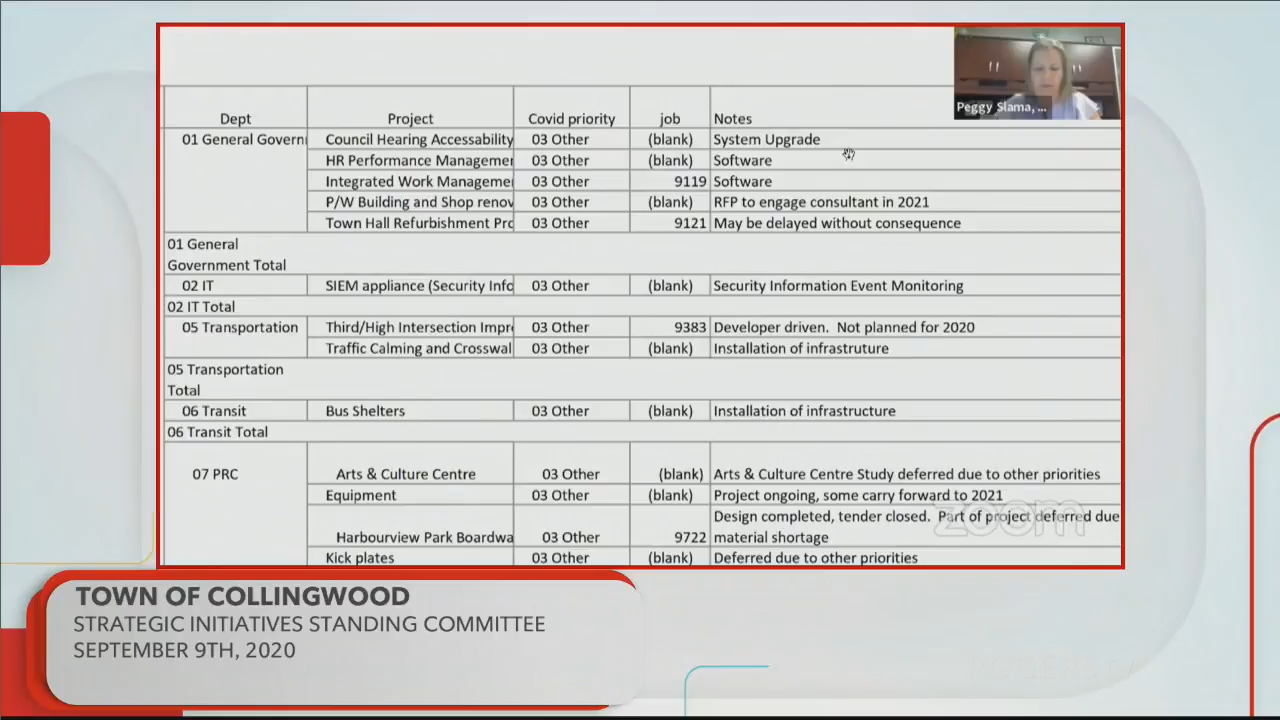 Peggy Slama, ...
Dept Project Covid priority job Notes
01 General Govern Council Hearing Accessability 03 Other (blank) System Upgrade
HR Performance Managemen 03 Other (blank) Software
Integrated Work Managemen 03 Other 9119 Software
P/W Building and Shop renov 03 Other (blank) RFP to engage consultant in 2021
Town Hall Refurbishment Pro 03 Other 9121 May be delayed without consequence
01 General
Government Total
02 IT SIEM appliance (Security Info 03 Other (blank) Security Information Event Monitoring
02 IT Total
05 Transportation Third/High Intersection Impr 03 Other 9383 Developer driven. Not planned for 2020
Traffic Calming and Crosswal 03 Other (blank) Installation of infrastruture
05 Transportation
Total
06 Transit Bus Shelters 03 Other (blank) Installation of infrastructure
06 Transit Total
07 PRC Arts & Culture Centre 03 Other (blank) Arts & Culture Centre Study deferred due to other priorities
Equipment 03 Other (blank) Project ongoing, some carry forward to 2021
Design completed, tender closed. Part of project deferred due
Harbourview Park Boardwa 03 Other 9722 material shortage
zoom
Kick plates 03 Other (blank) Deferred due to other priorities
TOWN OF COLLINGWOOD
STRATEGIC INITIATIVES STANDING COMMITTEE
SEPTEMBER 9TH, 2020